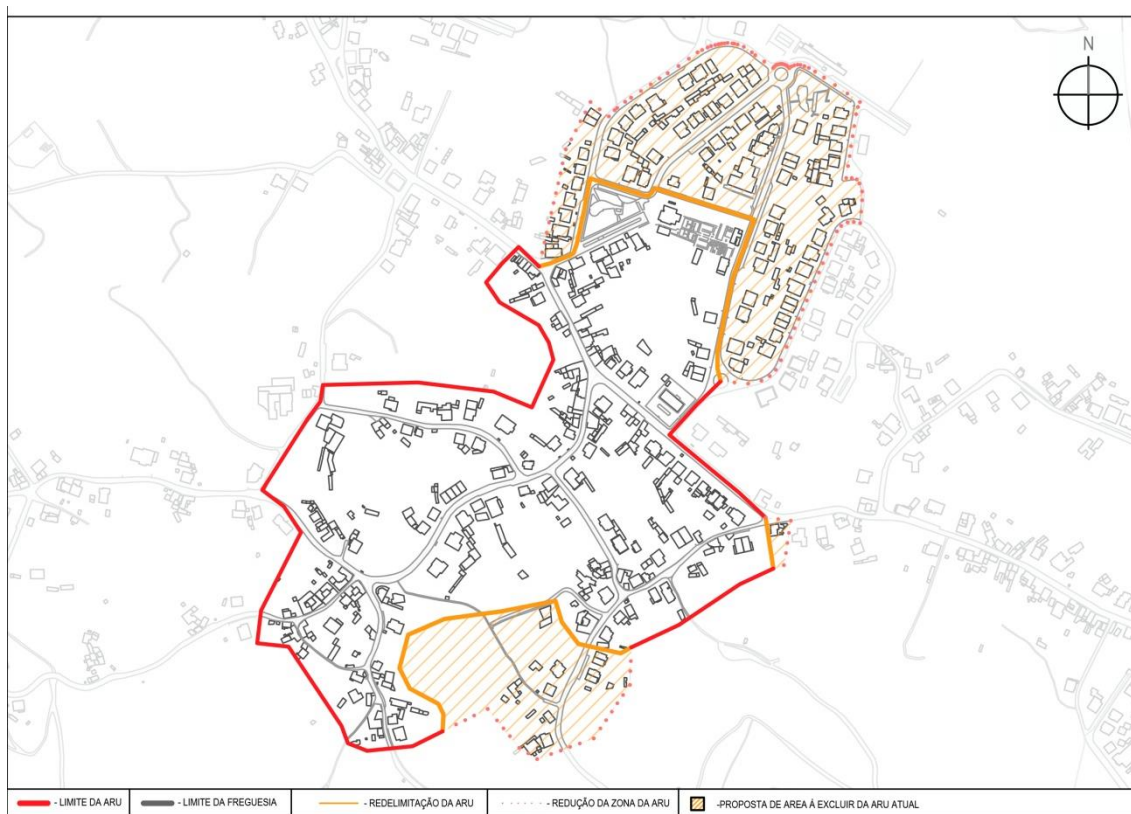 N
- LIMITE DA ARU
- LIMITE DA FREGUESIA
- REDELIMITAÇÃO DA ARU
- REDUÇÃO DA ZONA DA ARU
-PROPOSTA DE AREA Á EXCLUIR DA ARU ATUAL